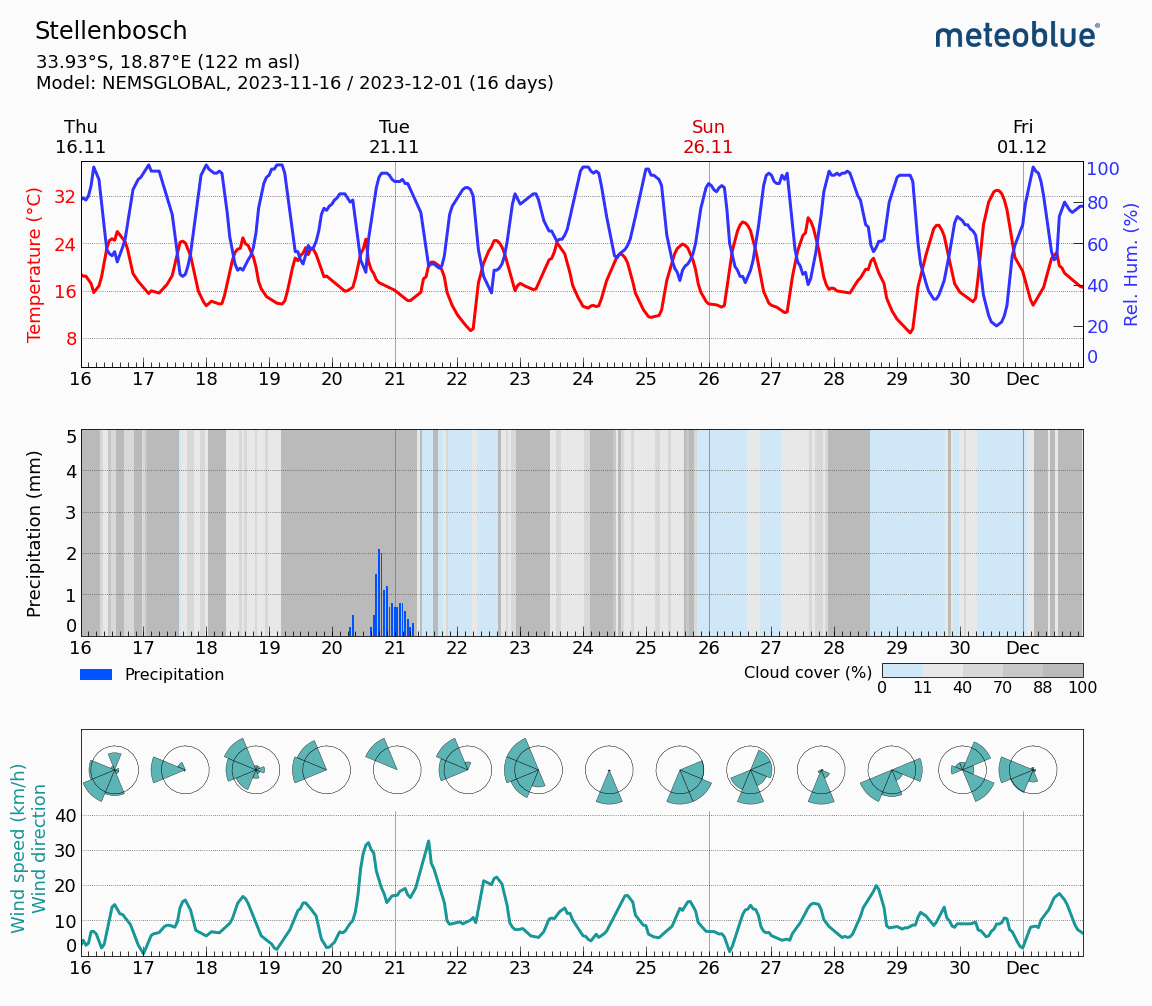 Stellenbosch
meteoblue®
33.93°S, 18.87°E (122 m asl)
Model: NEMSGLOBAL, 2023-11-16 / 2023-12-01 (16 days)
Thu Tue Sun Fri
16.11 21.11 26.11 01.12
Temperature (°C)
32
24
16
8
100
80
60
40
20
0
Rel. Hum. (%)
16 17 18 19 20 21 22 23 24 25 26 27 28 29 30 Dec
Precipitation (mm)
5
4
3
2
1
0
16 17 18 19 20 21 22 23 24 25 26 27 28 29 30 Dec
Precipitation
Cloud cover (%)
0 11 40 70 88 100
Wind speed (km/h)
Wind direction
40
30
20
10
0
16 17 18 19 20 21 22 23 24 25 26 27 28 29 30 Dec